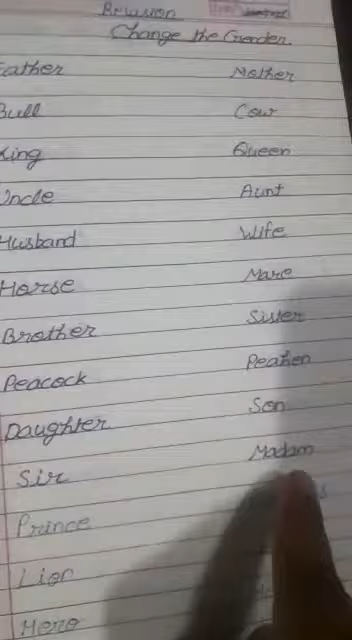 Change the Gender
Father Mother
Bull Cow
King Queen
Uncle Aunt
Husband Wife
Horse Mare
Brother Sister
Peacock Peahen
Daughter Son
Sir Madam
Prince
Lion
Hero